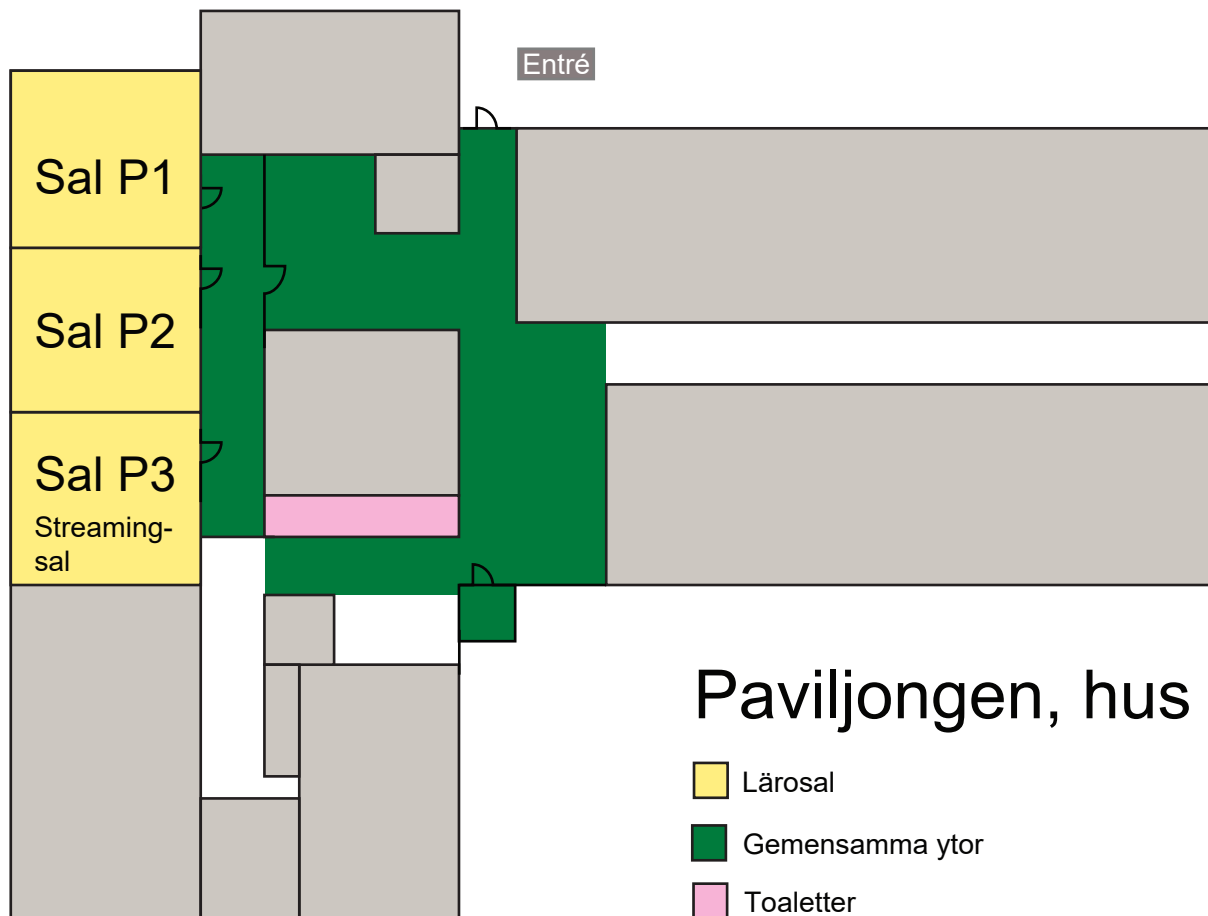 Entré
Sal P1
Sal P2
Sal P3
Streaming-
sal
Paviljongen, hus
Lärosal
Gemensamma ytor
Toaletter